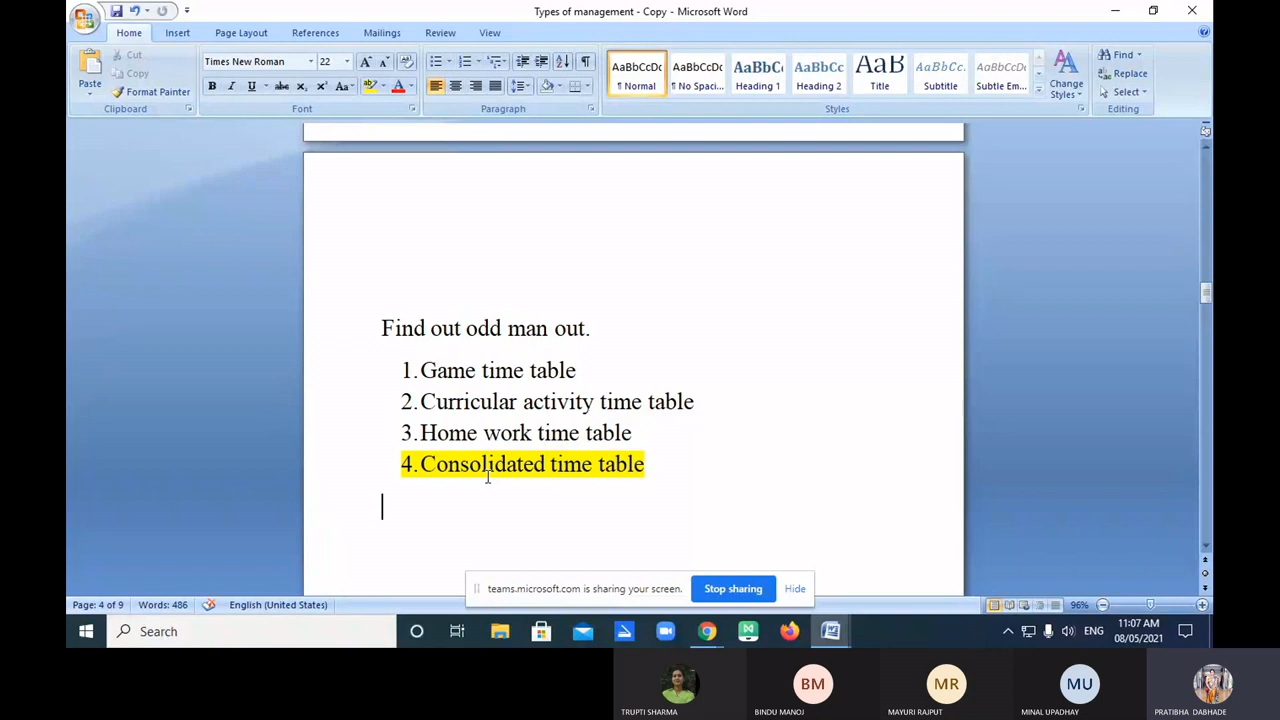 Types of management - Copy - Microsoft Word
Home Insert Page Layout References Mailings Review View
Paste
Cut
Copy
Format Painter
Clipboard
Times New Roman 22
Font
Paragraph
AaBbCcDc AaBbCcDc AaBbCc AaBbCc AaB AaBbCc. AaBbCcDc
¶ Normal ¶ No Spaci... Heading 1 Heading 2 Title Subtitle Subtle Em...
Change
Styles
Styles
Find
Replace
Select
Editing
Find out odd man out.
1. Game time table
2. Curricular activity time table
3. Home work time table
4. Consolidated time table
teams.microsoft.com is sharing your screen. Stop sharing Hide
Page: 4 of 9 Words: 486 English (United States) 96%
Search
ENG
11:07 AM
08/05/2021
BM MR MU
TRUPTI SHARMA BINDU MANOJ MAYURI RAJPUT MINAL UPADHAY PRATIBHA DABHADE